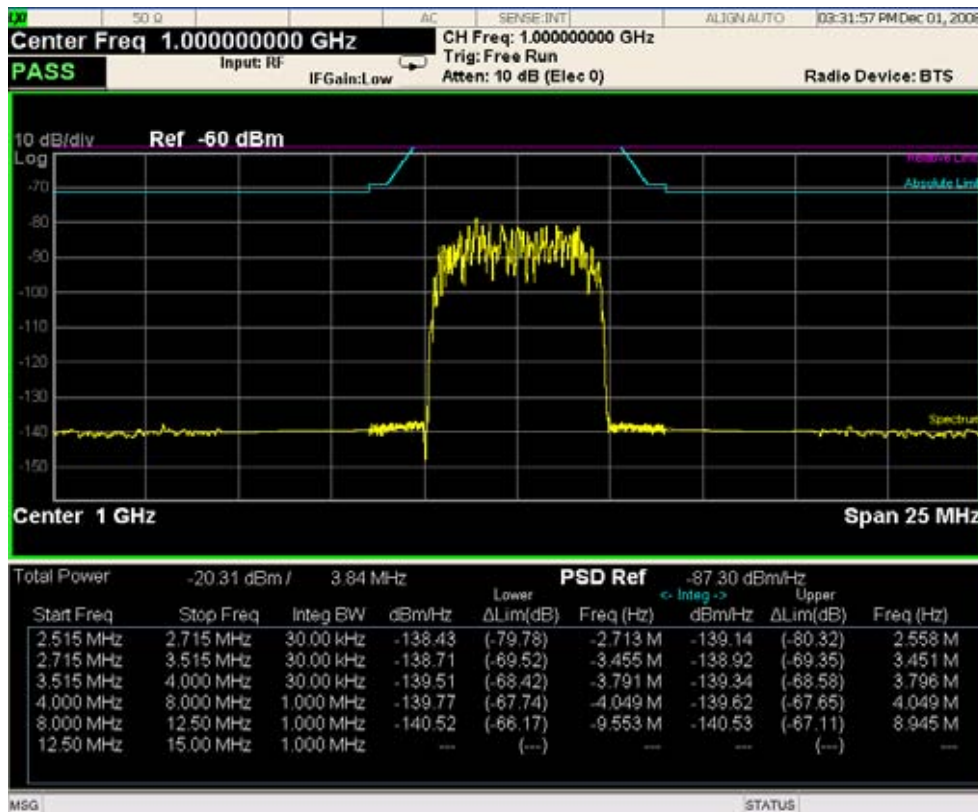 LXI 50 Ω AC SENSE:INT ALIGN AUTO 03:31:57 PM Dec 01, 2008
Center Freq 1.000000000 GHz
CH Freq: 1.000000000 GHz
PASS
Input: RF
IFGain:Low
Trig: Free Run
Atten: 10 dB (Elec 0)
Radio Device: BTS
10 dB/div Ref -60 dBm
Log
Relative Limi
-70
Absolute Limi
-80
-90
-100
-110
-120
-130
Spectrum
-140
-150
Center 1 GHz Span 25 MHz
Total Power -20.31 dBm / 3.84 MHz PSD Ref -87.30 dBm/Hz
Lower <- Integ -> Upper
Start Freq Stop Freq Integ BW dBm/Hz ΔLim(dB) Freq (Hz) dBm/Hz ΔLim(dB) Freq (Hz)
2.515 MHz 2.715 MHz 30.00 kHz -138.43 (-79.78) -2.713 M -139.14 (-80.32) 2.558 M
2.715 MHz 3.515 MHz 30.00 kHz -138.71 (-69.52) -3.455 M -138.92 (-69.35) 3.451 M
3.515 MHz 4.000 MHz 30.00 kHz -139.51 (-68.42) -3.791 M -139.34 (-68.58) 3.796 M
4.000 MHz 8.000 MHz 1.000 MHz -139.77 (-67.74) -4.049 M -139.62 (-67.65) 4.049 M
8.000 MHz 12.50 MHz 1.000 MHz -140.52 (-66.17) -9.553 M -140.53 (-67.11) 8.945 M
12.50 MHz 15.00 MHz 1.000 MHz --- (---) --- --- (---) ---
MSG STATUS